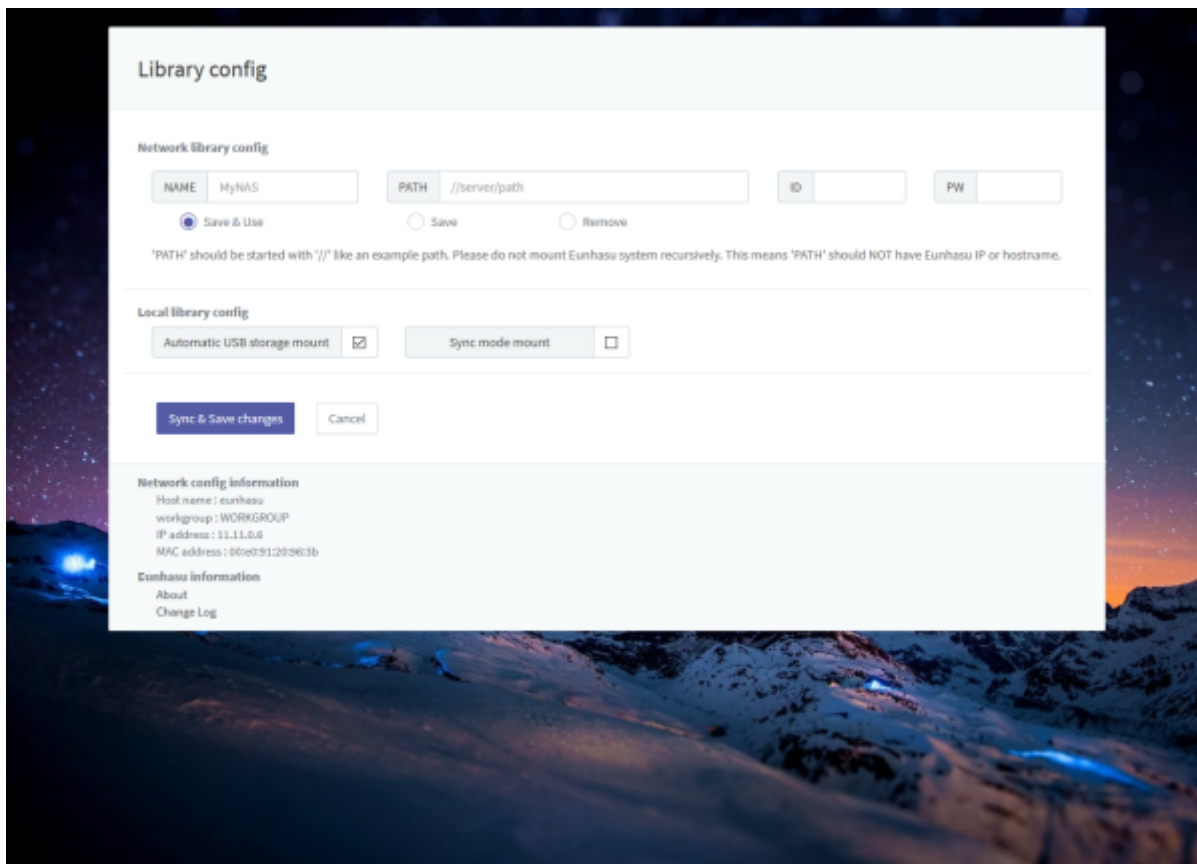 Library config
Network library config
NAME MyNAS PATH //server/path ID PW
Save & Use Save Remove
"PATH" should be started with "//" like an example path. Please do not mount Eunhasu system recursively. This means "PATH" should NOT have Eunhasu IP or hostname.
Local library config
Automatic USB storage mount Sync mode mount
Sync & Save changes Cancel
Network config information
Host name : eunhasu
workgroup : WORKGROUP
IP address : 11.11.0.6
MAC address : 00:e0:91:20:96:3b
Eunhasu information
About
Change Log